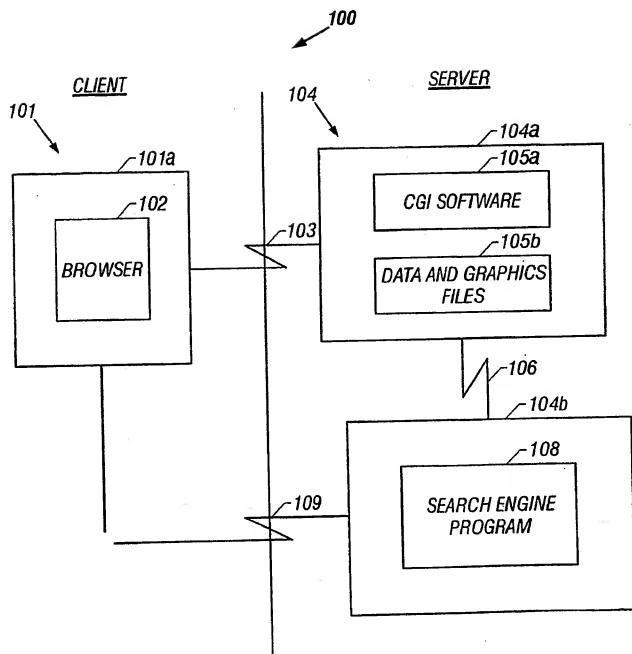 100
CLIENT
SERVER
101
104
101a
104a
102
105a
BROWSER
CGI SOFTWARE
103
105b
DATA AND GRAPHICS
FILES
106
104b
109
108
SEARCH ENGINE
PROGRAM